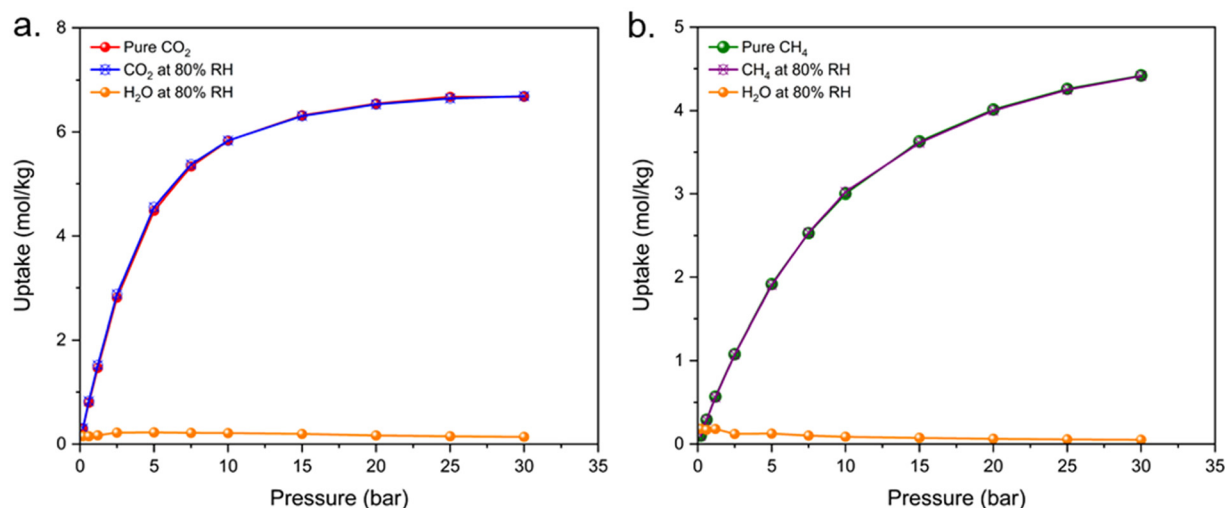 a.
Pure CO₂
CO₂ at 80% RH
H₂O at 80% RH
Uptake (mol/kg)
8
6
4
2
0
0 5 10 15 20 25 30 35
Pressure (bar)
b.
Pure CH₄
CH₄ at 80% RH
H₂O at 80% RH
Uptake (mol/kg)
5
4
3
2
1
0
0 5 10 15 20 25 30 35
Pressure (bar)